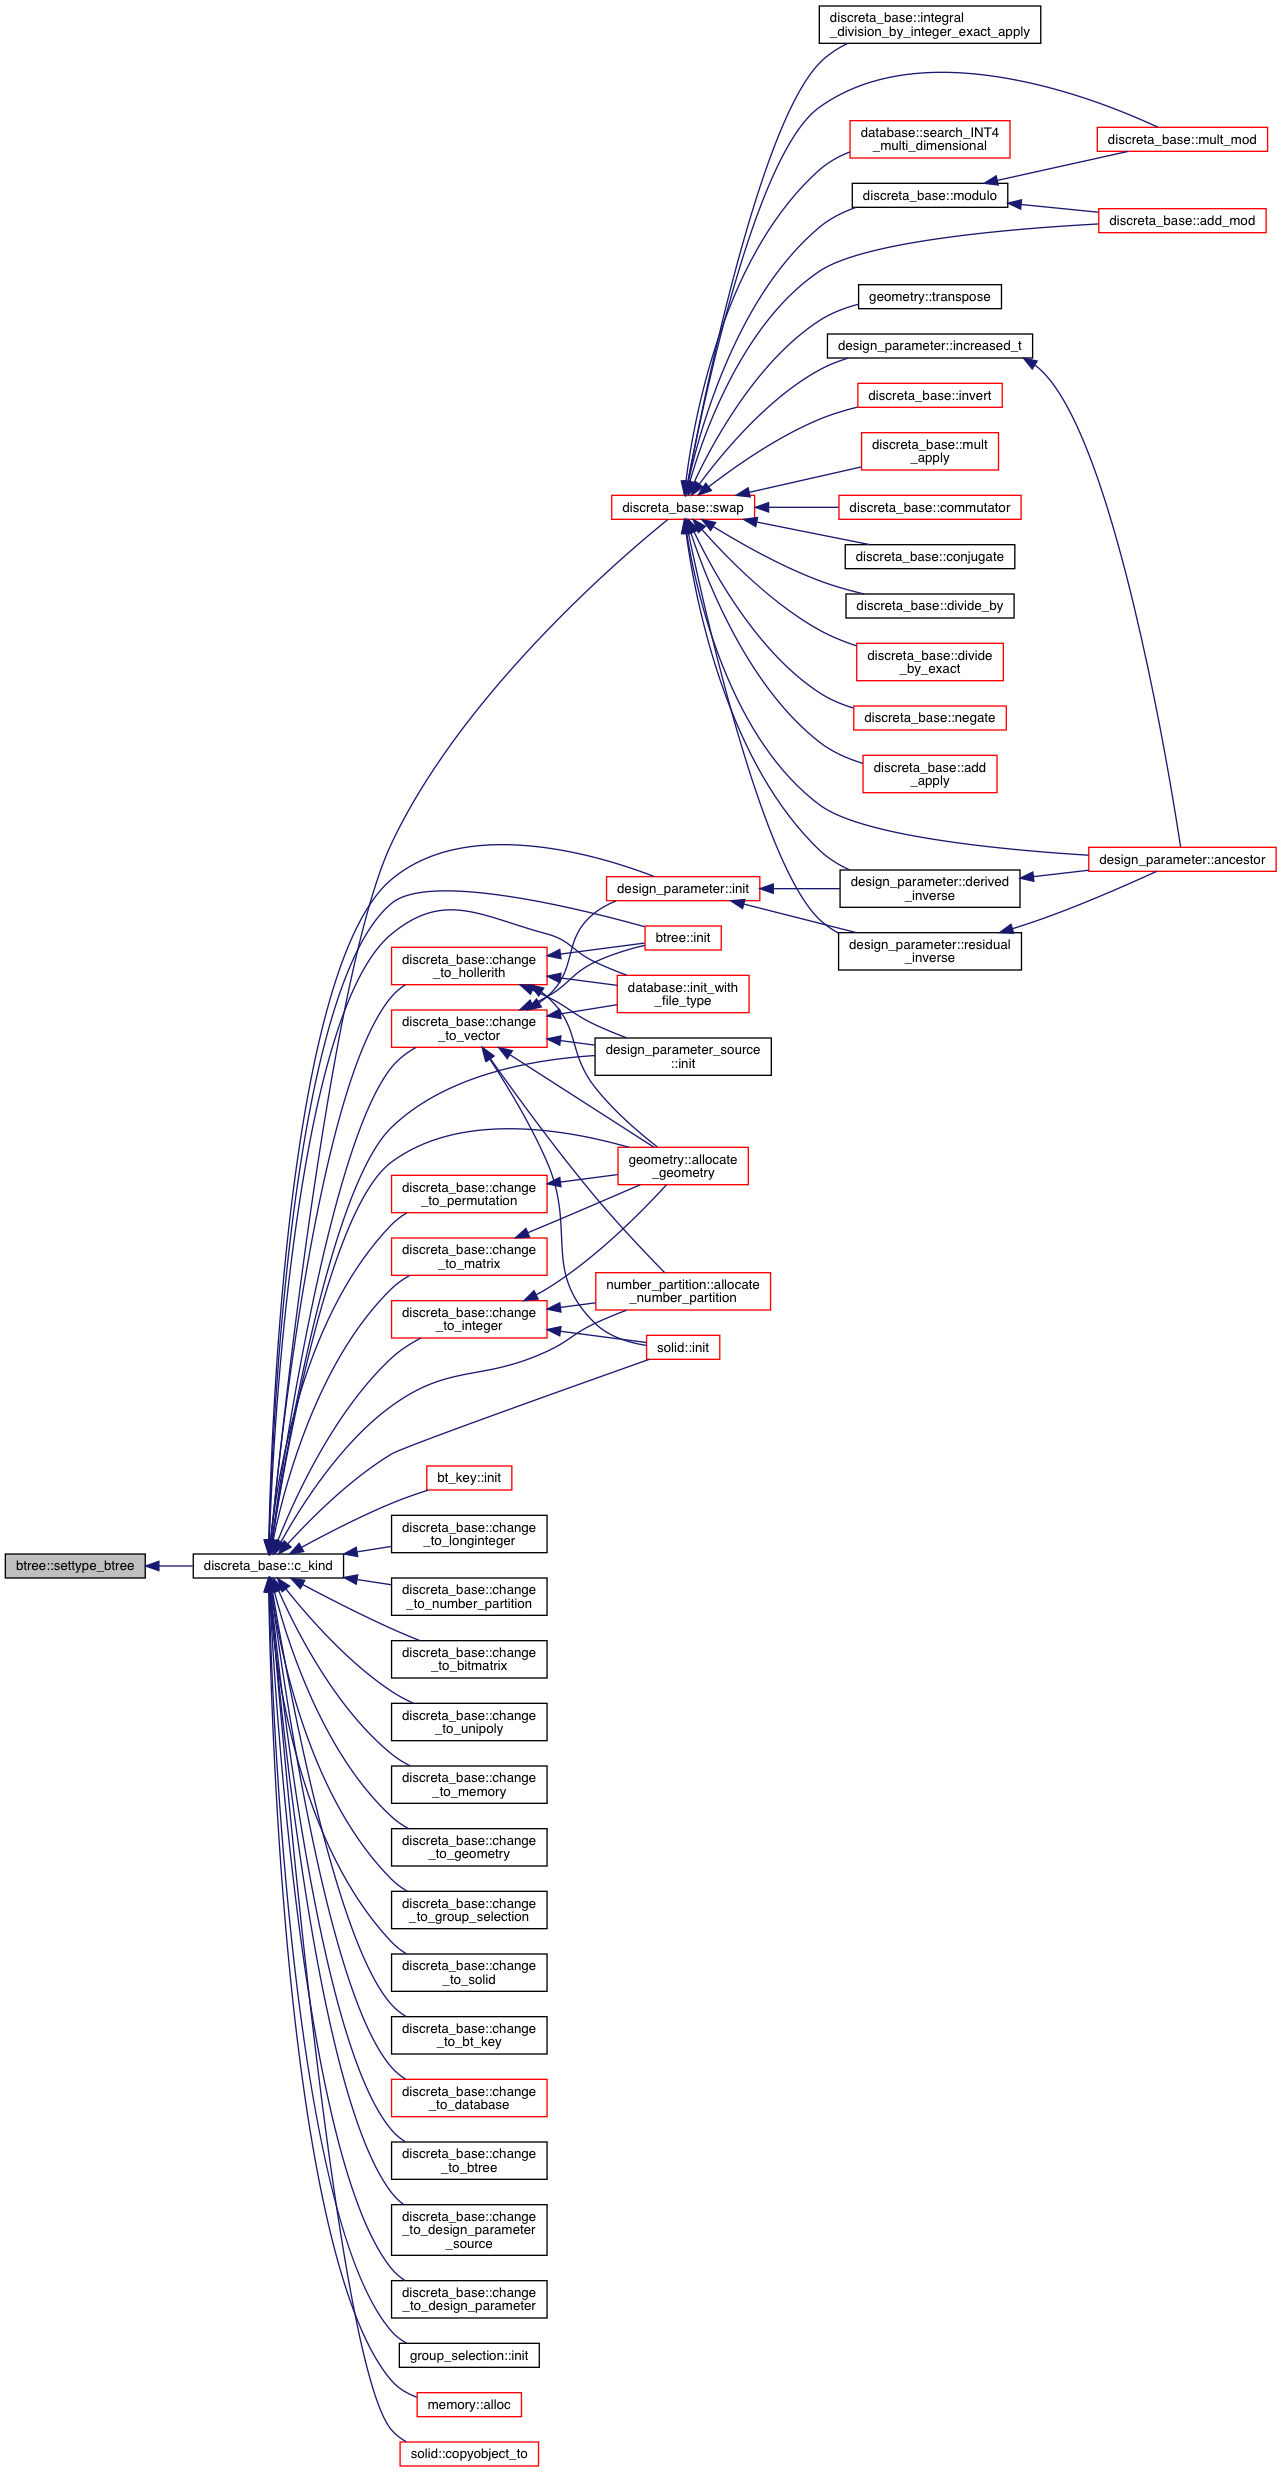 discreta_base::integral
_division_by_integer_exact_apply
database::search_INT4
_multi_dimensional
discreta_base::mult_mod
discreta_base::modulo
discreta_base::add_mod
geometry::transpose
design_parameter::increased_t
discreta_base::invert
discreta_base::mult
_apply
discreta_base::swap
discreta_base::commutator
discreta_base::conjugate
discreta_base::divide_by
discreta_base::divide
_by_exact
discreta_base::negate
discreta_base::add
_apply
design_parameter::ancestor
design_parameter::init
design_parameter::derived
_inverse
btree::init
design_parameter::residual
_inverse
discreta_base::change
_to_hollerith
database::init_with
_file_type
discreta_base::change
_to_vector
design_parameter_source
::init
geometry::allocate
_geometry
discreta_base::change
_to_permutation
discreta_base::change
_to_matrix
number_partition::allocate
_number_partition
discreta_base::change
_to_integer
solid::init
bt_key::init
discreta_base::change
_to_longinteger
btree::settype_btree
discreta_base::c_kind
discreta_base::change
_to_number_partition
discreta_base::change
_to_bitmatrix
discreta_base::change
_to_unipoly
discreta_base::change
_to_memory
discreta_base::change
_to_geometry
discreta_base::change
_to_group_selection
discreta_base::change
_to_solid
discreta_base::change
_to_bt_key
discreta_base::change
_to_database
discreta_base::change
_to_btree
discreta_base::change
_to_design_parameter
_source
discreta_base::change
_to_design_parameter
group_selection::init
memory::alloc
solid::copyobject_to